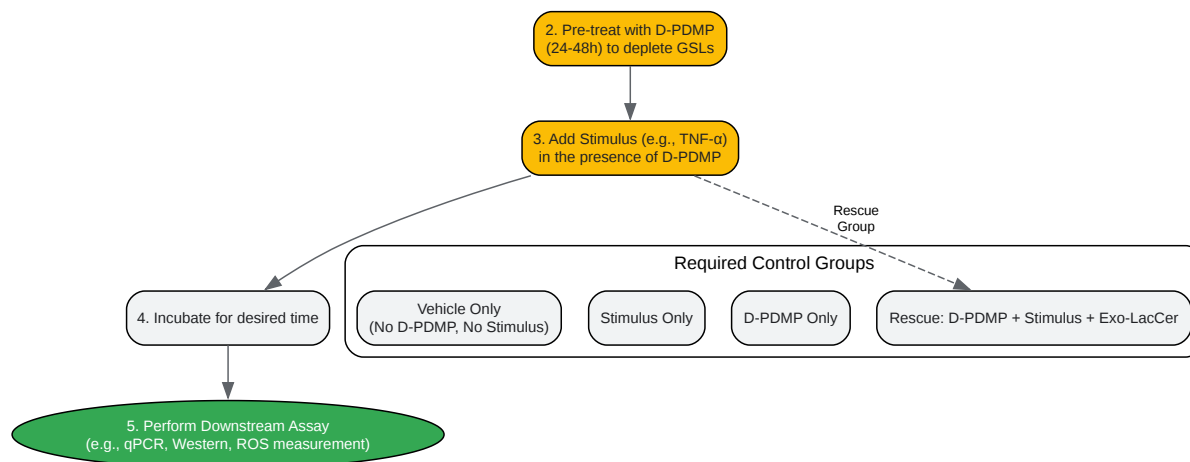 2. Pre-treat with D-PDMP
(24-48h) to deplete GSLs
3. Add Stimulus (e.g., TNF-α)
in the presence of D-PDMP
Rescue
Group
Required Control Groups
4. Incubate for desired time
Vehicle Only
(No D-PDMP, No Stimulus)
Stimulus Only
D-PDMP Only
Rescue: D-PDMP + Stimulus + Exo-LacCer
5. Perform Downstream Assay
(e.g., qPCR, Western, ROS measurement)